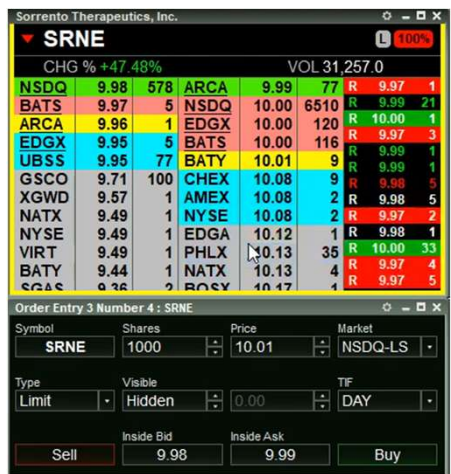 Sorrento Therapeutics, Inc.
SRNE L 100%
CHG % +47.48% VOL 31,257.0
NSDQ 9.98 578 ARCA 9.99 77 R 9.97 1
BATS 9.97 5 NSDQ 10.00 6510 R 9.99 21
ARCA 9.96 1 EDGX 10.00 120 R 10.00 1
EDGX 9.95 5 BATS 10.00 116 R 9.97 3
UBSS 9.95 77 BATY 10.01 9 R 9.99 1
GSCO 9.71 100 CHEX 10.08 9 R 9.99 1
XGWD 9.57 1 AMEX 10.08 2 R 9.98 5
NATX 9.49 1 NYSE 10.08 2 R 9.98 5
NYSE 9.49 1 EDGA 10.12 1 R 9.97 2
VIRT 9.49 1 PHLX 10.13 35 R 9.98 1
BATY 9.44 1 NATX 10.13 4 R 10.00 33
SGAS 9.36 2 BOSX 10.17 1 R 9.97 4
R 9.97 5
Order Entry 3 Number 4 : SRNE
Symbol Shares Price Market
SRNE 1000 10.01 NSDQ-LS
Type Visible TIF
Limit Hidden 0.00 DAY
Inside Bid Inside Ask
Sell 9.98 9.99 Buy